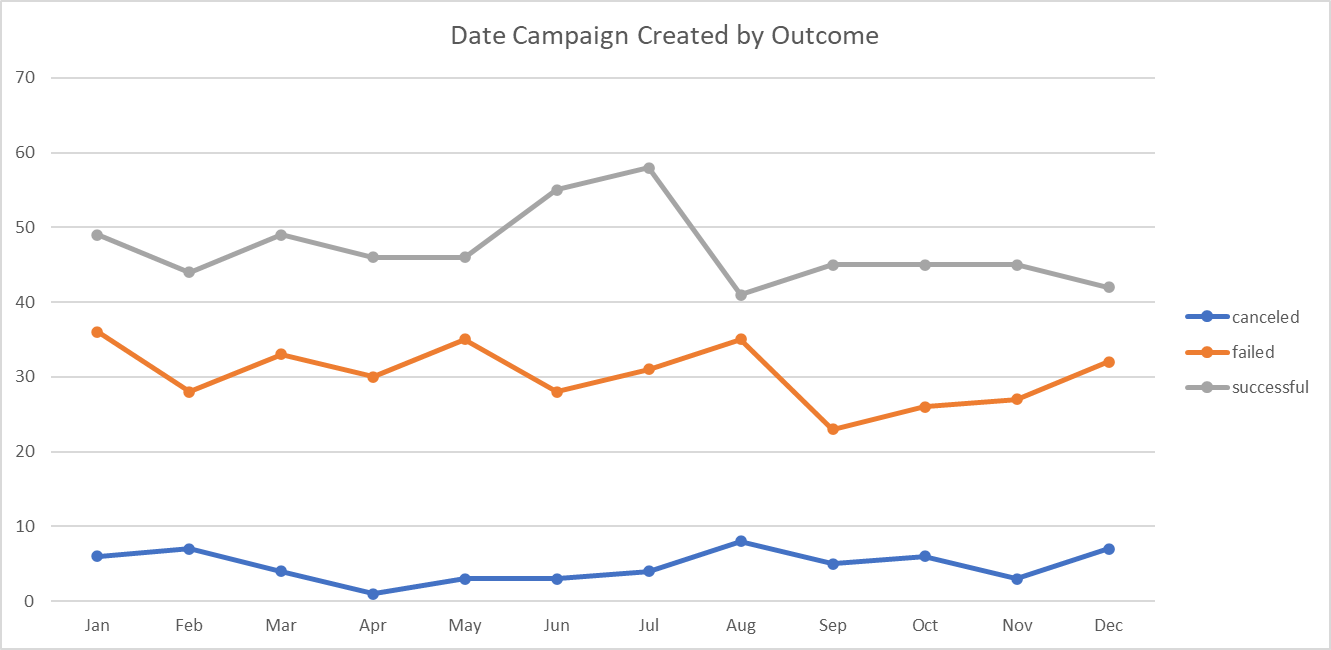 Date Campaign Created by Outcome
70
60
50
40
30
20
10
0
Jan Feb Mar Apr May Jun Jul Aug Sep Oct Nov Dec
canceled
failed
successful